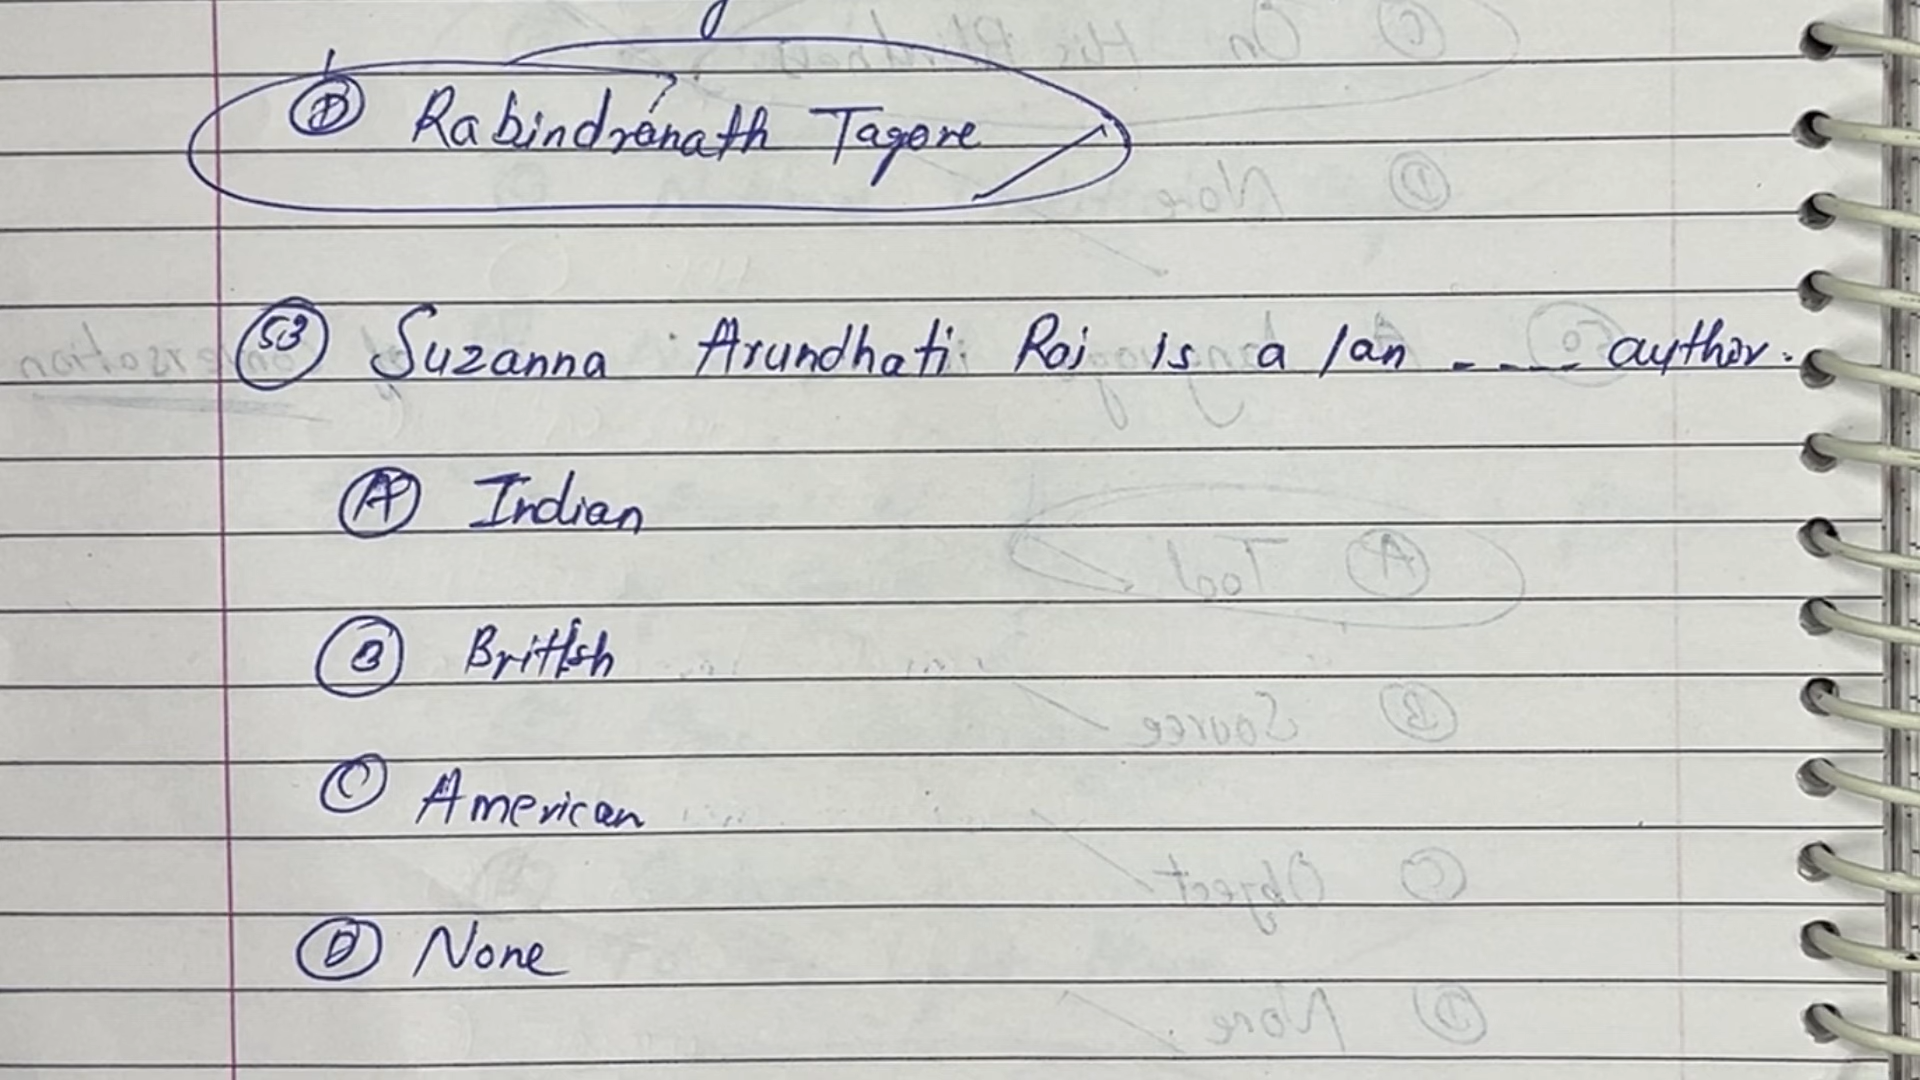 D Rabindranath Tagore
53 Suzanna Arundhati Roi is a /an ---- author.
A Indian
B British
C American
D None